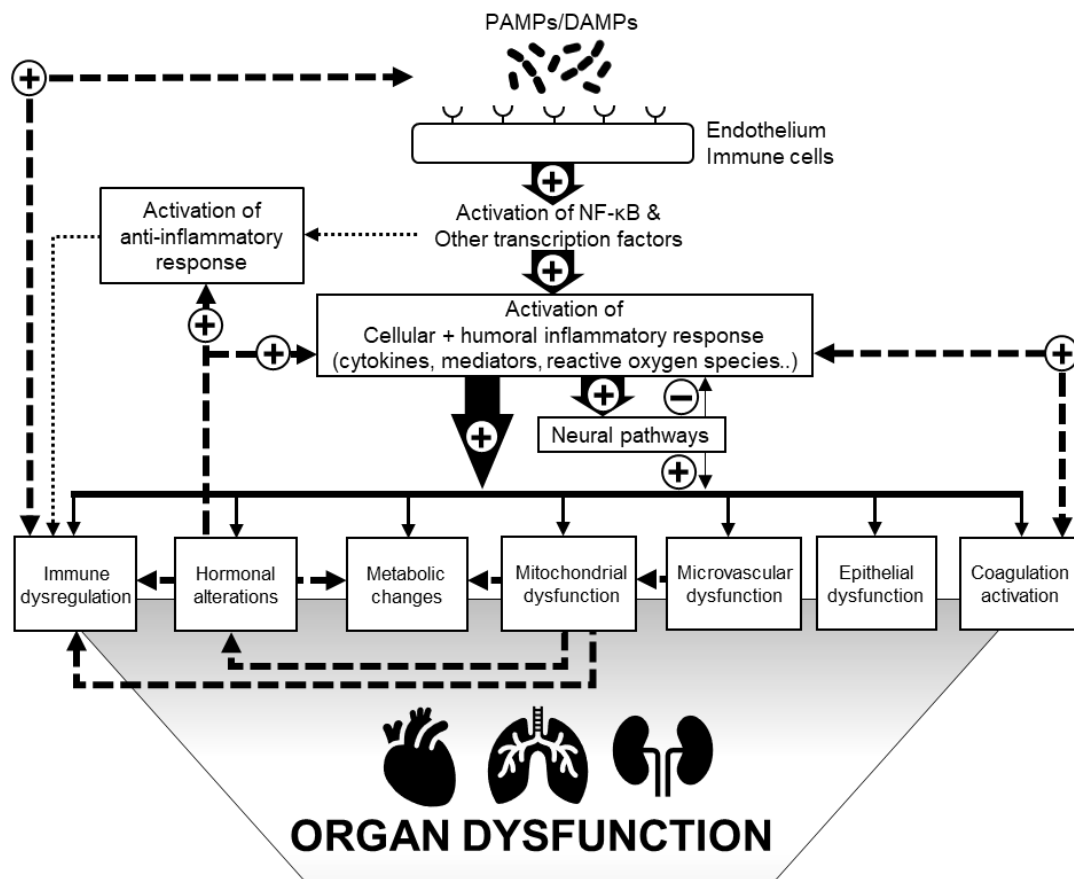 PAMPs/DAMPs
Endothelium
Immune cells
Activation of NF-κB &
Other transcription factors
Activation of
anti-inflammatory
response
Activation of
Cellular + humoral inflammatory response
(cytokines, mediators, reactive oxygen species..)
Neural pathways
Immune
dysregulation
Hormonal
alterations
Metabolic
changes
Mitochondrial
dysfunction
Microvascular
dysfunction
Epithelial
dysfunction
Coagulation
activation
ORGAN DYSFUNCTION